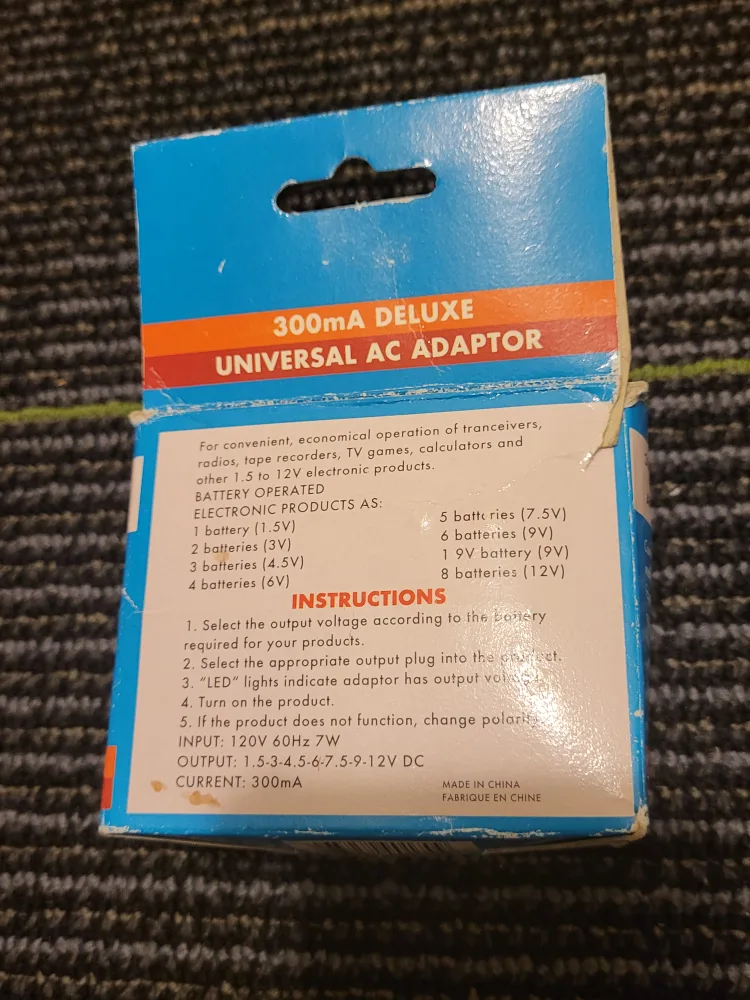 300mA DELUXE
UNIVERSAL AC ADAPTOR
For convenient, economical operation of tranceivers,
radios, tape recorders, TV games, calculators and
other 1.5 to 12V electronic products.
BATTERY OPERATED
ELECTRONIC PRODUCTS AS:
1 battery (1.5V)
2 batteries (3V)
3 batteries (4.5V)
4 batteries (6V)
5 batteries (7.5V)
6 batteries (9V)
1 9V battery (9V)
8 batteries (12V)
INSTRUCTIONS
1. Select the output voltage according to the battery
required for your products.
2. Select the appropriate output plug into the product.
3. "LED" lights indicate adaptor has output voltage.
4. Turn on the product.
5. If the product does not function, change polarity.
INPUT: 120V 60Hz 7W
OUTPUT: 1.5-3-4.5-6-7.5-9-12V DC
CURRENT: 300mA
MADE IN CHINA
FABRIQUE EN CHINE